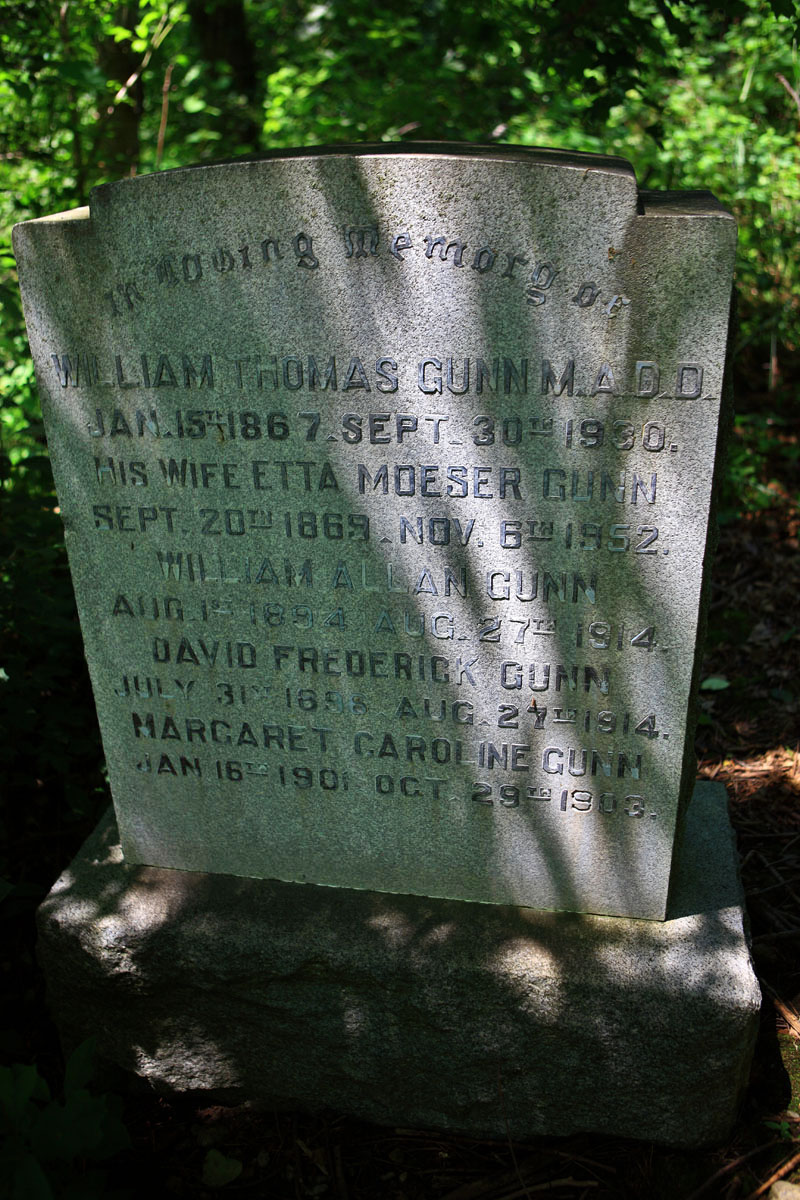 In Loving Memory of
WILLIAM THOMAS GUNN M.A.D.D.
JAN. 15TH 1867. SEPT. 30TH 1930.
HIS WIFE ETTA MOESER GUNN
SEPT. 20TH 1869. NOV. 6TH 1952.
WILLIAM ALLAN GUNN
AUG. 1ST 1894 AUG. 27TH 1914.
DAVID FREDERICK GUNN
JULY 31ST AUG. 27TH 1914.
MARGARET CAROLINE GUNN
JAN 16TH 1901 OCT. 29TH 1903.